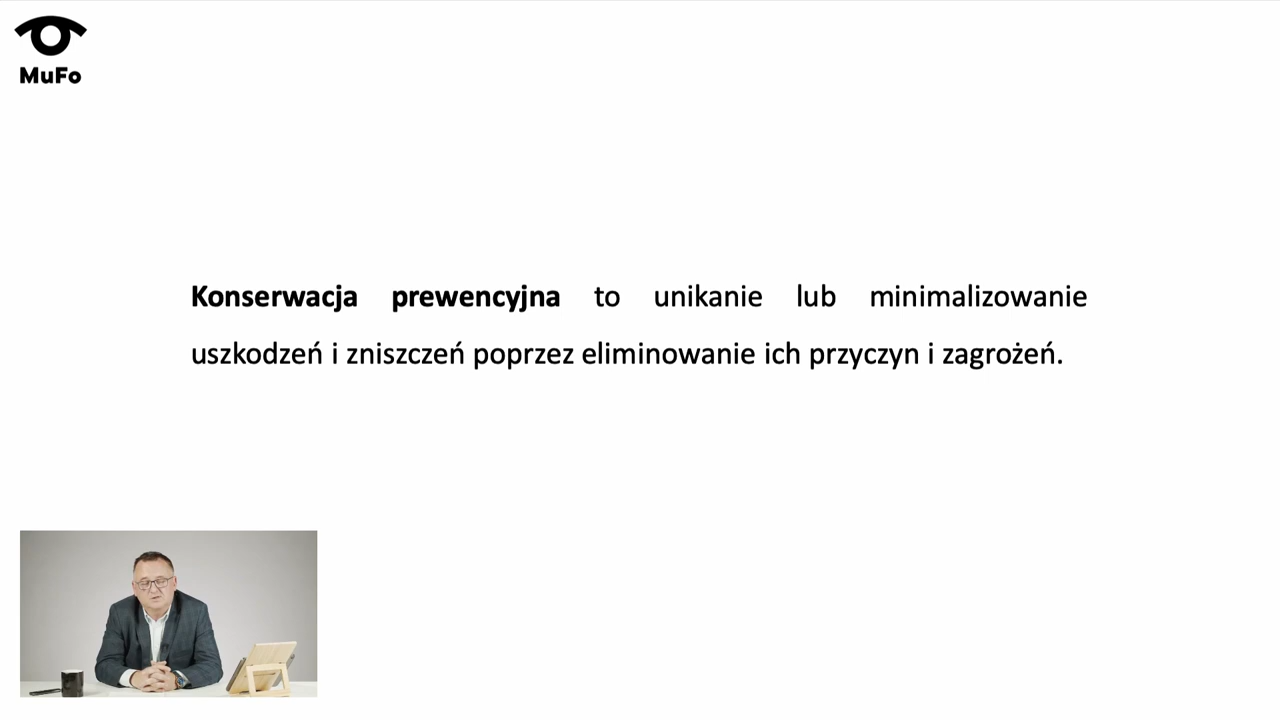 MuFo
Konserwacja prewencyjna to unikanie lub minimalizowanie
uszkodzeń i zniszczeń poprzez eliminowanie ich przyczyn i zagrożeń.